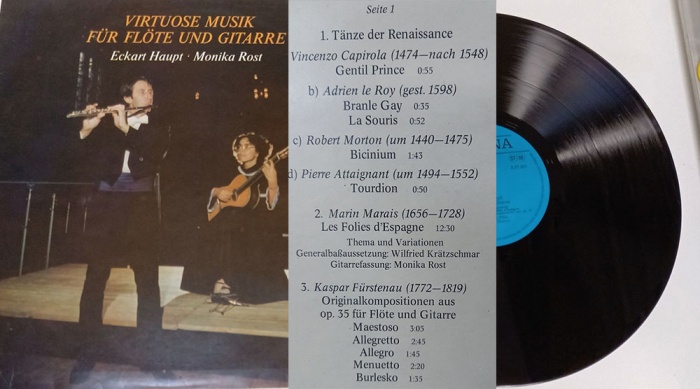 VIRTUOSE MUSIK
FÜR FLÖTE UND GITARRE
Eckart Haupt · Monika Rost
Seite 1
1. Tänze der Renaissance
Vincenzo Capirola (1474—nach 1548)
Gentil Prince 0:55
b) Adrien le Roy (gest. 1598)
Branle Gay 0:35
La Souris 0:52
c) Robert Morton (um 1440—1475)
Bicinium 1:43
d) Pierre Attaignant (um 1494—1552)
Tourdion 0:50
2. Marin Marais (1656—1728)
Les Folies d'Espagne 12:30
Thema und Variationen
Generalbaßaussetzung: Wilfried Krätzschmar
Gitarrefassung: Monika Rost
3. Kaspar Fürstenau (1772—1819)
Originalkompositionen aus
op. 35 für Flöte und Gitarre
Maestoso 3:05
Allegretto 2:45
Allegro 1:45
Menuetto 2:20
Burlesko 1:35
NA